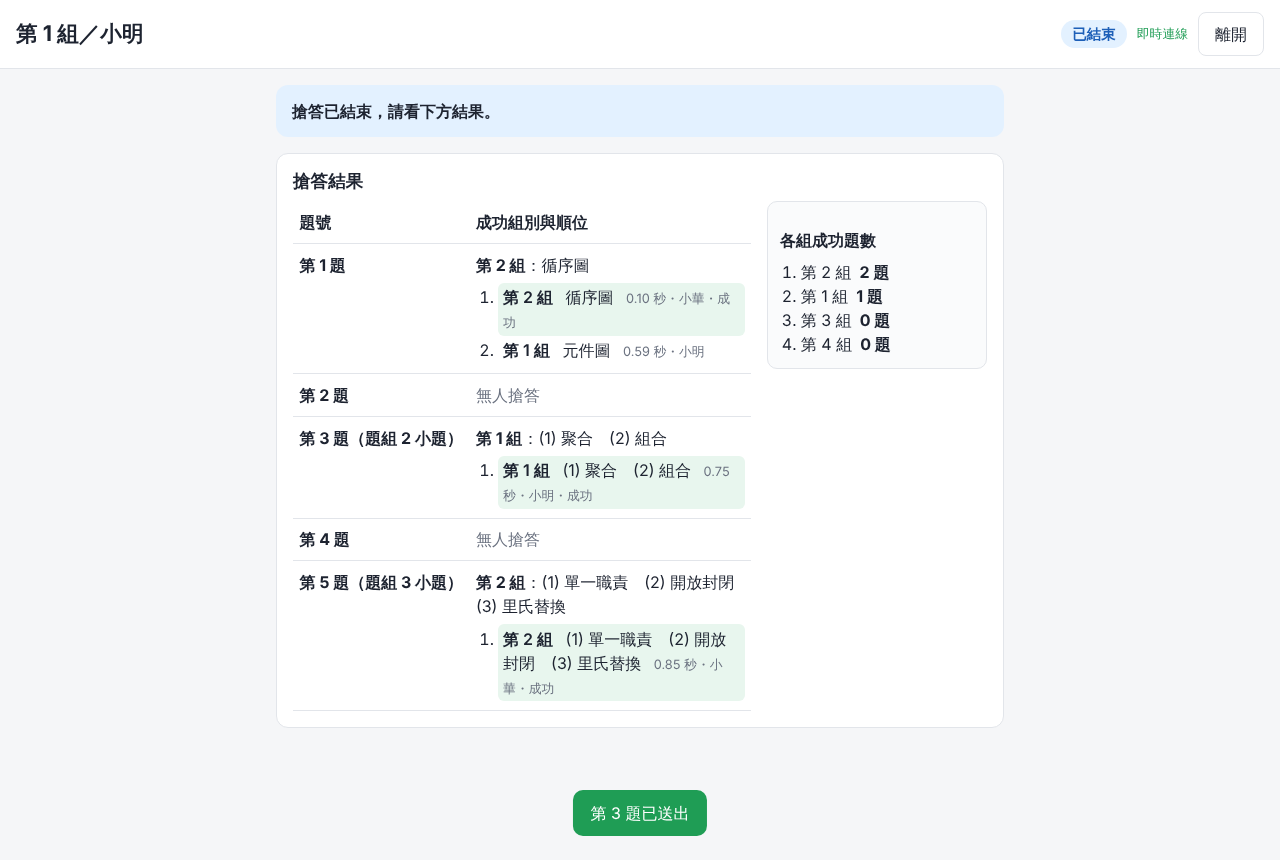 第 1 組／小明
已結束
即時連線
離開
搶答已結束，請看下方結果。
搶答結果
題號
成功組別與順位
第 1 題
第 2 組：循序圖
1. 第 2 組 循序圖 0.10 秒・小華・成
功
2. 第 1 組 元件圖 0.59 秒・小明
第 2 題
無人搶答
第 3 題（題組 2 小題）
第 1 組：(1) 聚合　(2) 組合
1. 第 1 組 (1) 聚合　(2) 組合 0.75
秒・小明・成功
第 4 題
無人搶答
第 5 題（題組 3 小題）
第 2 組：(1) 單一職責　(2) 開放封閉
(3) 里氏替換
1. 第 2 組 (1) 單一職責　(2) 開放
封閉　(3) 里氏替換 0.85 秒・小
華・成功
各組成功題數
1. 第 2 組 2 題
2. 第 1 組 1 題
3. 第 3 組 0 題
4. 第 4 組 0 題
第 3 題已送出